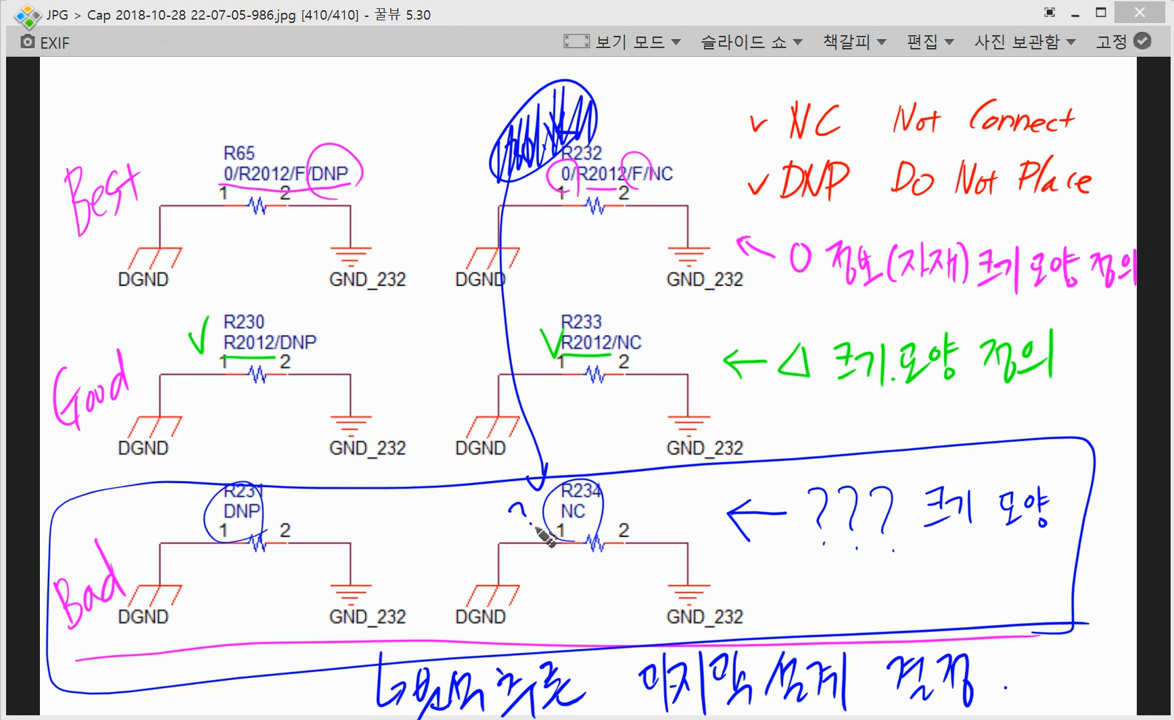 JPG > Cap 2018-10-28 22-07-05-986.jpg [410/410] - 꿀뷰 5.30
EXIF 보기 모드 슬라이드 쇼 책갈피 편집 사진 보관함 고정
✓ NC Not Connect
✓ DNP Do Not Place
Best
R65
0/R2012/F/DNP
1 2
DGND GND_232
R232
0/R2012/F/NC
1 2
DGND GND_232
← O 정보(자재) 크기 모양 정의
Good
✓ R230
R2012/DNP
1 2
DGND GND_232
✓ R233
R2012/NC
1 2
DGND GND_232
← △ 크기.모양 정의
Bad
R231
DNP
1 2
DGND GND_232
?
R234
NC
1 2
DGND GND_232
← ??? 크기 모양
마지막 설계 결정.